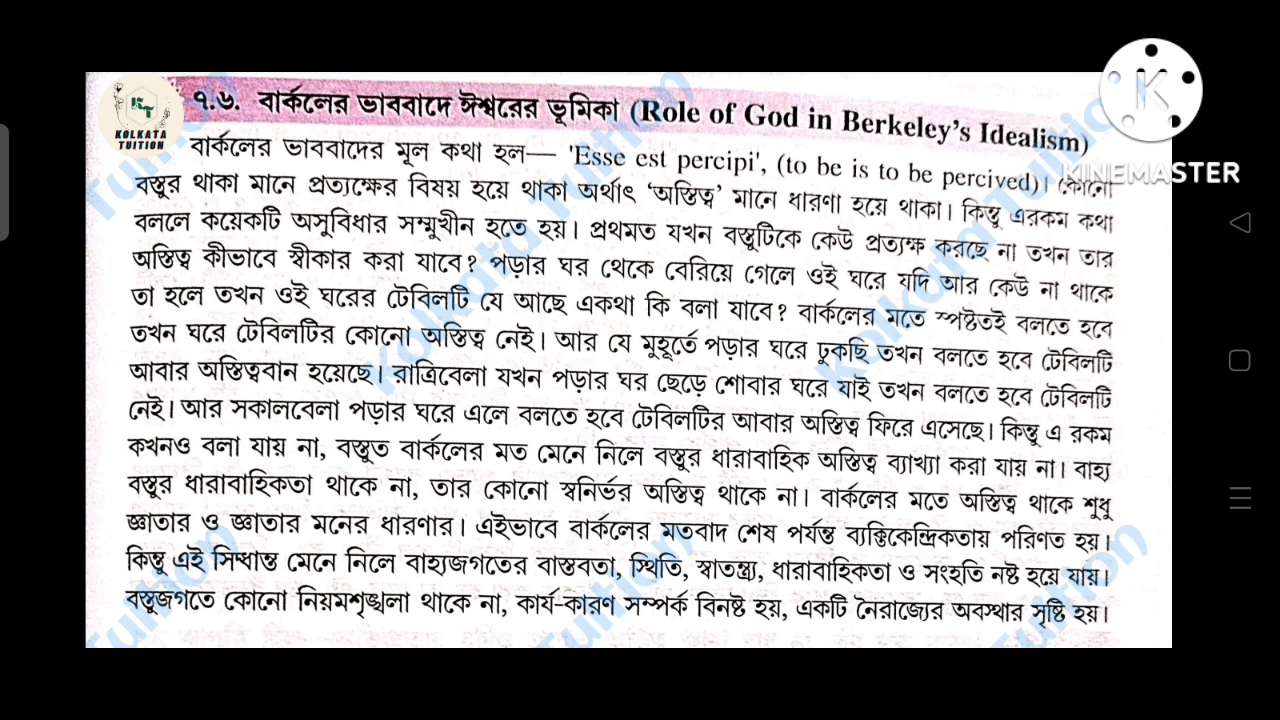 KOLKATA
TUITION
KINEMASTER
৭.৬. বার্কলের ভাববাদে ঈশ্বরের ভূমিকা (Role of God in Berkeley's Idealism)
বার্কলের ভাববাদের মূল কথা হল— 'Esse est percipi', (to be is to be percived)। কোনো
বস্তুর থাকা মানে প্রত্যক্ষের বিষয় হয়ে থাকা অর্থাৎ ‘অস্তিত্ব’ মানে ধারণা হয়ে থাকা। কিন্তু এরকম কথা
বললে কয়েকটি অসুবিধার সম্মুখীন হতে হয়। প্রথমত যখন বস্তুটিকে কেউ প্রত্যক্ষ করছে না তখন তার
অস্তিত্ব কীভাবে স্বীকার করা যাবে? পড়ার ঘর থেকে বেরিয়ে গেলে ওই ঘরে যদি আর কেউ না থাকে
তা হলে তখন ওই ঘরের টেবিলটি যে আছে একথা কি বলা যাবে? বার্কলের মতে স্পষ্টতই বলতে হবে
তখন ঘরে টেবিলটির কোনো অস্তিত্ব নেই। আর যে মুহূর্তে পড়ার ঘরে ঢুকছি তখন বলতে হবে টেবিলটি
আবার অস্তিত্ববান হয়েছে। রাত্রিবেলা যখন পড়ার ঘর ছেড়ে শোবার ঘরে যাই তখন বলতে হবে টেবিলটি
নেই। আর সকালবেলা পড়ার ঘরে এলে বলতে হবে টেবিলটির আবার অস্তিত্ব ফিরে এসেছে। কিন্তু এ রকম
কখনও বলা যায় না, বস্তুত বার্কলের মত মেনে নিলে বস্তুর ধারাবাহিক অস্তিত্ব ব্যাখ্যা করা যায় না। বাহ্য
বস্তুর ধারাবাহিকতা থাকে না, তার কোনো স্বনির্ভর অস্তিত্ব থাকে না। বার্কলের মতে অস্তিত্ব থাকে শুধু
জ্ঞাতার ও জ্ঞাতার মনের ধারণার। এইভাবে বার্কলের মতবাদ শেষ পর্যন্ত ব্যক্তিকেন্দ্রিকতায় পরিণত হয়।
কিন্তু এই সিদ্ধান্ত মেনে নিলে বাহ্যজগতের বাস্তবতা, স্থিতি, স্বাতন্ত্র্য, ধারাবাহিকতা ও সংহতি নষ্ট হয়ে যায়।
বস্তুজগতে কোনো নিয়মশৃঙ্খলা থাকে না, কার্য-কারণ সম্পর্ক বিনষ্ট হয়, একটি নৈরাজ্যের অবস্থার সৃষ্টি হয়।